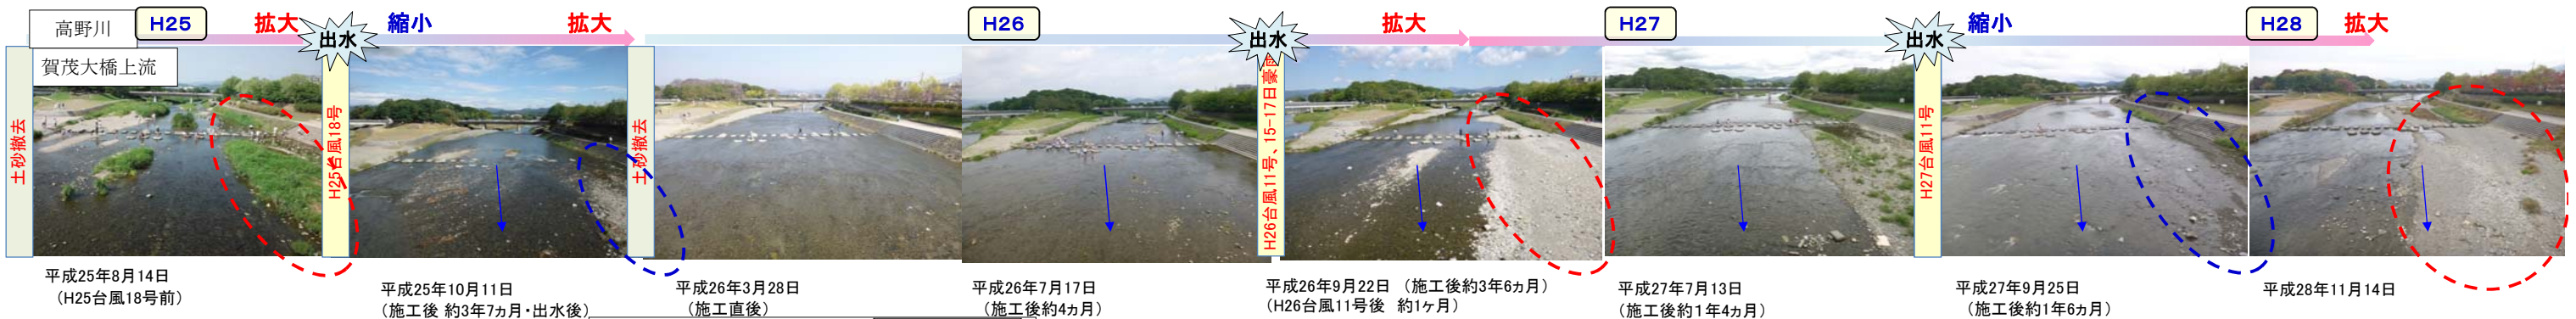 高野川
賀茂大橋上流
H25
拡大
出水
縮小
拡大
H26
出水
拡大
H27
出水
縮小
H28
拡大
土砂撤去
H25台風18号
土砂撤去
H26台風11号、15-17日豪雨
H27台風11号
平成25年8月14日
(H25台風18号前)
平成25年10月11日
(施工後 約3年7ヵ月・出水後)
平成26年3月28日
(施工直後)
平成26年7月17日
(施工後約4ヵ月)
平成26年9月22日 (施工後約3年6ヵ月)
(H26台風11号後 約1ヶ月)
平成27年7月13日
(施工後約1年4ヵ月)
平成27年9月25日
(施工後約1年6ヵ月)
平成28年11月14日